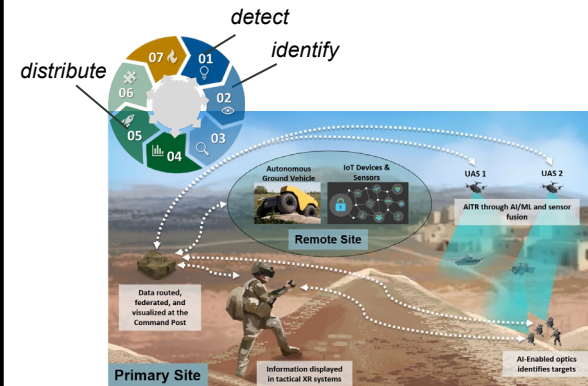 detect
identify
distribute
07
01
06
02
05
03
04
Autonomous
Ground Vehicle
IoT Devices &
Sensors
Remote Site
UAS 1
UAS 2
AiTR through AI/ML and sensor
fusion
Data routed,
federated, and
visualized at the
Command Post
Information displayed
in tactical XR systems
AI-Enabled optics
identifies targets
Primary Site